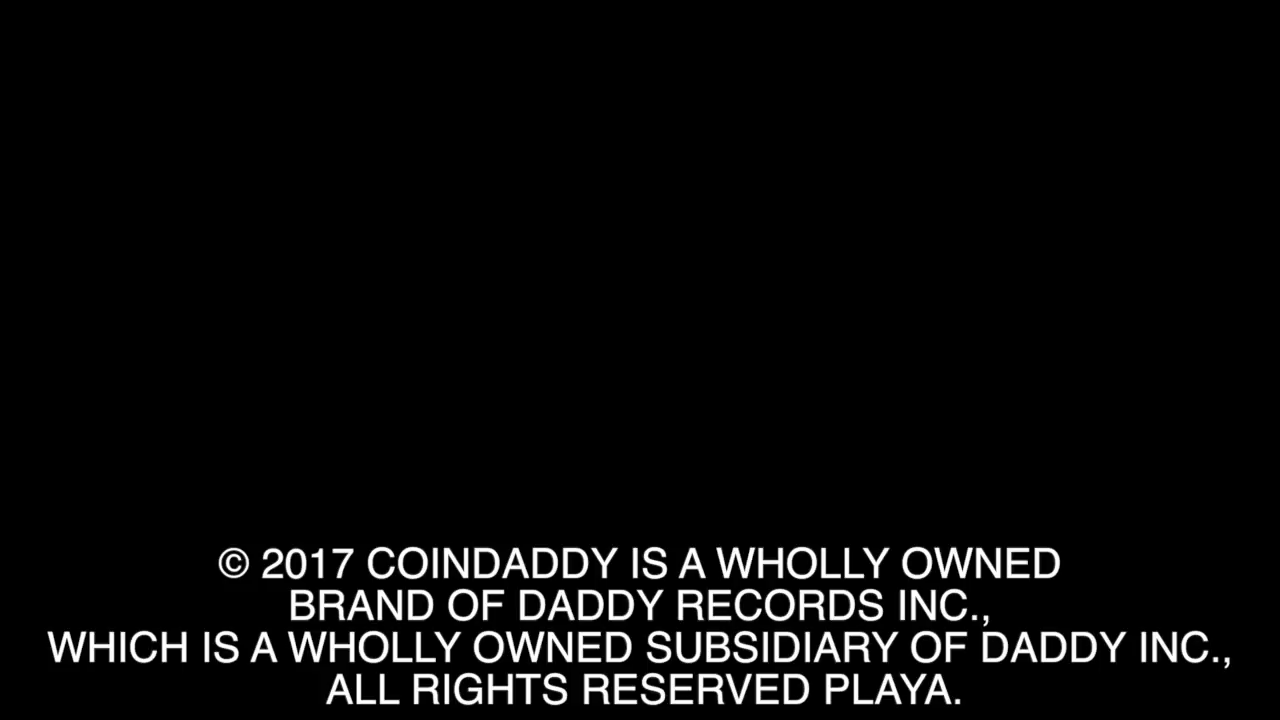 © 2017 COINDADDY IS A WHOLLY OWNED
BRAND OF DADDY RECORDS INC.,
WHICH IS A WHOLLY OWNED SUBSIDIARY OF DADDY INC.,
ALL RIGHTS RESERVED PLAYA.